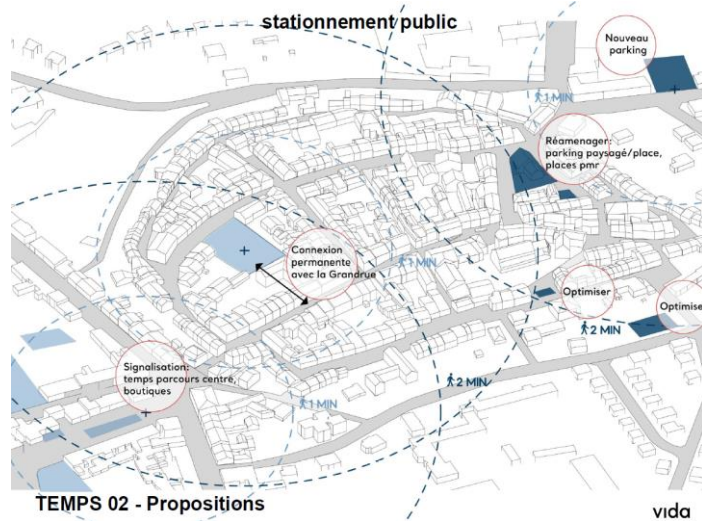 stationnement public
Nouveau
parking
1 MIN
Réamenager:
parking paysagé/place,
places pmr
Connexion
permanente
avec la Grandrue
1 MIN
Optimiser
Optimise
2 MIN
Signalisation:
temps parcours centre,
boutiques
2 MIN
1 MIN
TEMPS 02 - Propositions
vida